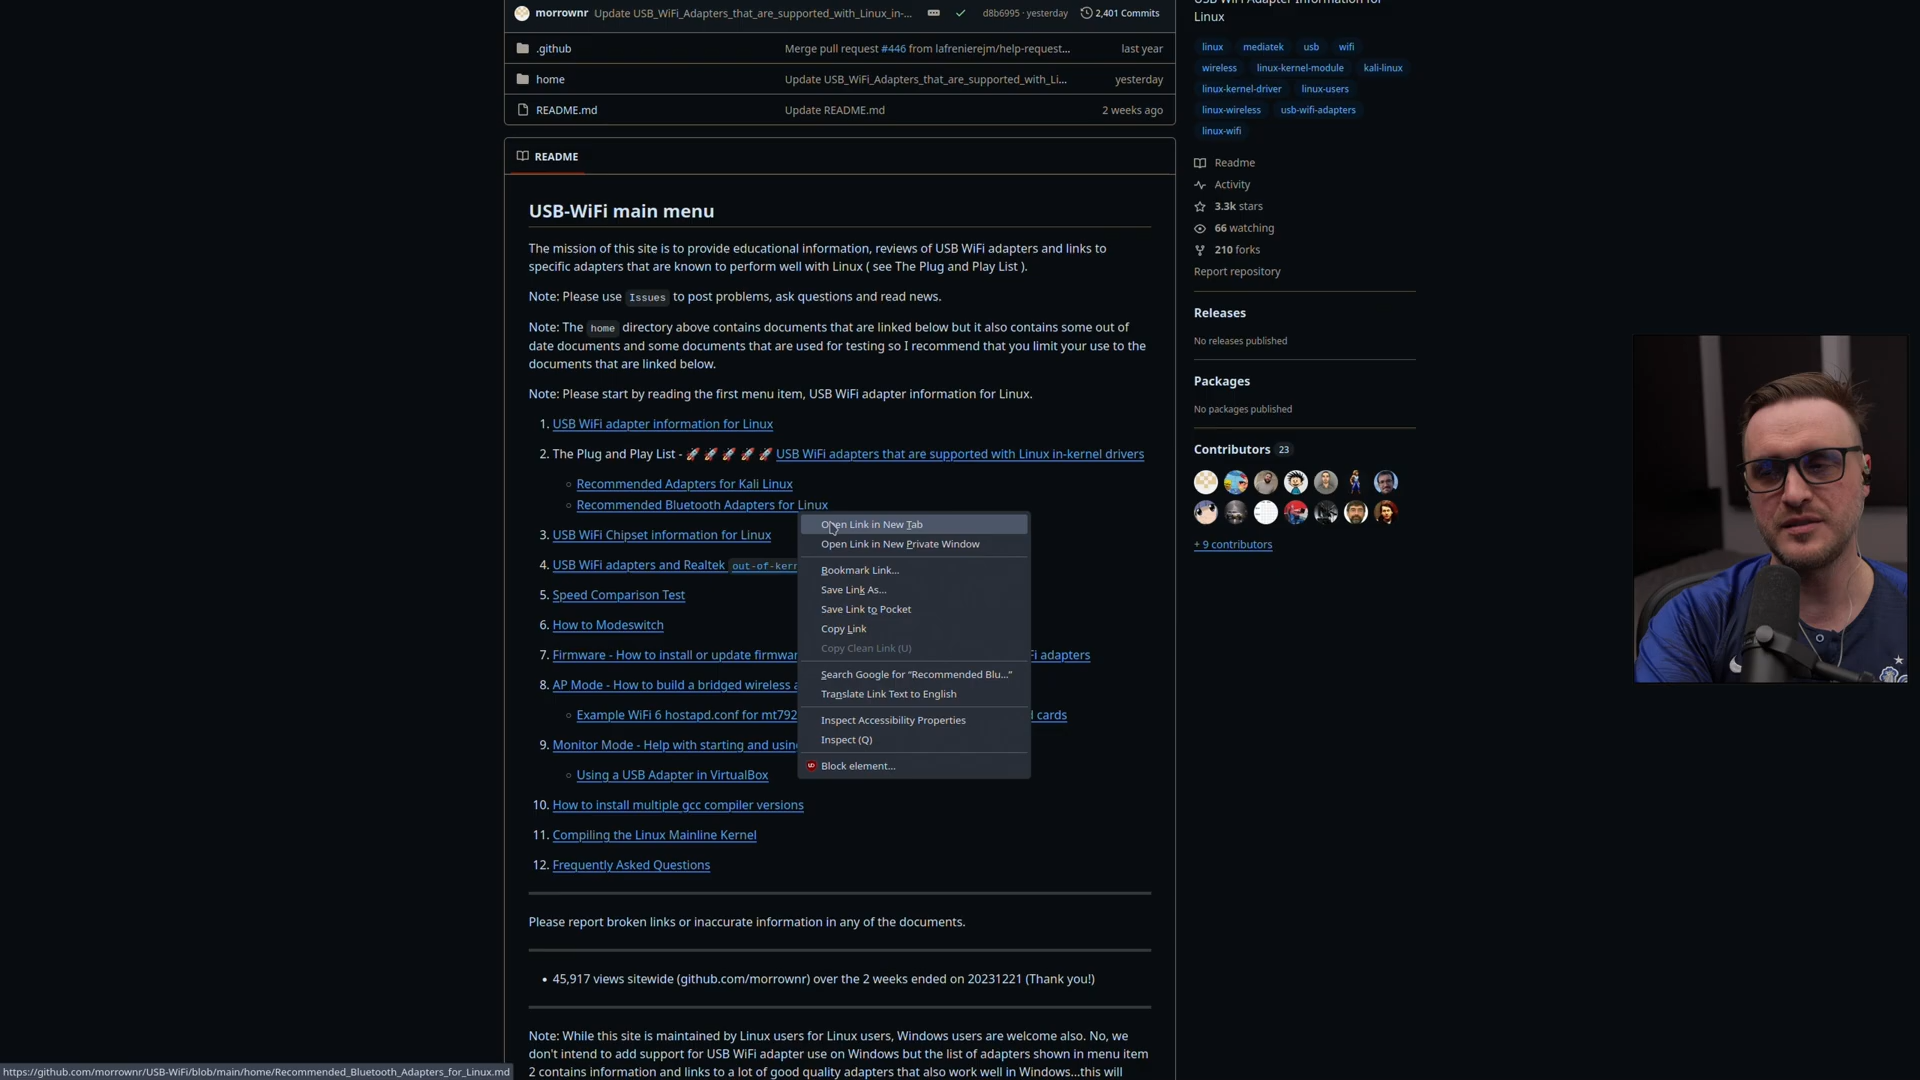 morrownr Update USB_WiFi_Adapters_that_are_supported_with_Linux_in-... d8b6995 · yesterday 2,401 Commits
.github Merge pull request #446 from lafrenierejm/help-request... last year
home Update USB_WiFi_Adapters_that_are_supported_with_Li... yesterday
README.md Update README.md 2 weeks ago
README
USB-WiFi main menu
The mission of this site is to provide educational information, reviews of USB WiFi adapters and links to
specific adapters that are known to perform well with Linux ( see The Plug and Play List ).
Note: Please use Issues to post problems, ask questions and read news.
Note: The home directory above contains documents that are linked below but it also contains some out of
date documents and some documents that are used for testing so I recommend that you limit your use to the
documents that are linked below.
Note: Please start by reading the first menu item, USB WiFi adapter information for Linux.
1. USB WiFi adapter information for Linux
2. The Plug and Play List - 🚀 🚀 🚀 🚀 🚀 USB WiFi adapters that are supported with Linux in-kernel drivers
Recommended Adapters for Kali Linux
Recommended Bluetooth Adapters for Linux
3. USB WiFi Chipset information for Linux
4. USB WiFi adapters and Realtek out-of-kerr
5. Speed Comparison Test
6. How to Modeswitch
7. Firmware - How to install or update firmwar Fi adapters
8. AP Mode - How to build a bridged wireless a
Example WiFi 6 hostapd.conf for mt792 cards
9. Monitor Mode - Help with starting and usin
Using a USB Adapter in VirtualBox
10. How to install multiple gcc compiler versions
11. Compiling the Linux Mainline Kernel
12. Frequently Asked Questions
Please report broken links or inaccurate information in any of the documents.
• 45,917 views sitewide (github.com/morrownr) over the 2 weeks ended on 20231221 (Thank you!)
Note: While this site is maintained by Linux users for Linux users, Windows users are welcome also. No, we
don't intend to add support for USB WiFi adapter use on Windows but the list of adapters shown in menu item
2 contains information and links to a lot of good quality adapters that also work well in Windows...this will
Open Link in New Tab
Open Link in New Private Window
Bookmark Link...
Save Link As...
Save Link to Pocket
Copy Link
Copy Clean Link (U)
Search Google for “Recommended Blu...”
Translate Link Text to English
Inspect Accessibility Properties
Inspect (Q)
Block element...
USB WiFi Adapter Information for
Linux
linux mediatek usb wifi
wireless linux-kernel-module kali-linux
linux-kernel-driver linux-users
linux-wireless usb-wifi-adapters
linux-wifi
Readme
Activity
3.3k stars
66 watching
210 forks
Report repository
Releases
No releases published
Packages
No packages published
Contributors 23
+ 9 contributors
https://github.com/morrownr/USB-WiFi/blob/main/home/Recommended_Bluetooth_Adapters_for_Linux.md